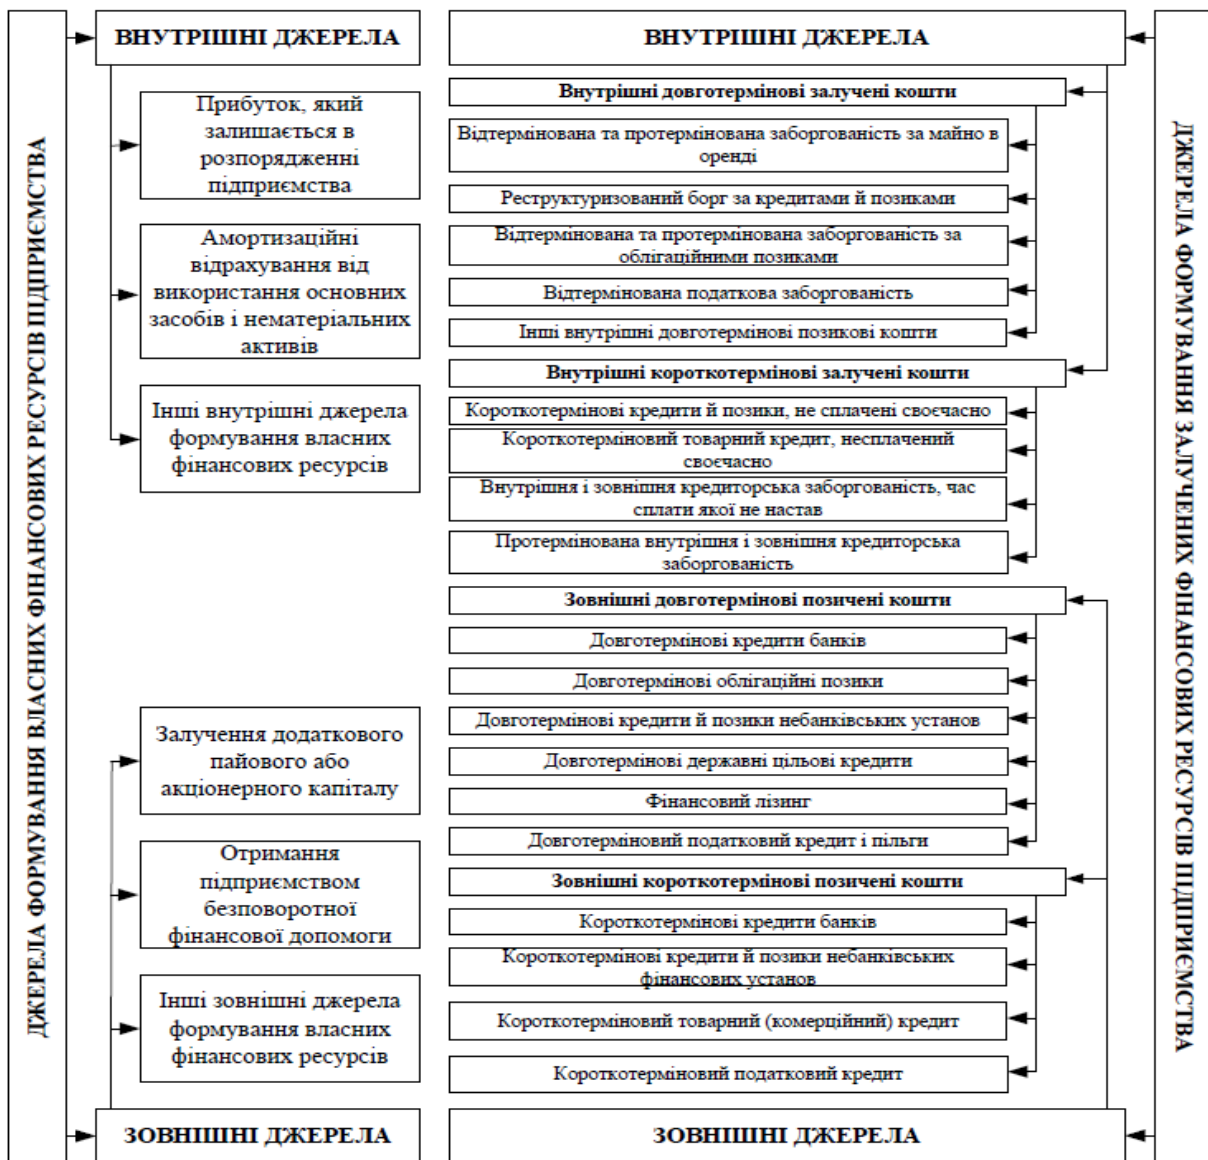 ДЖЕРЕЛА ФОРМУВАННЯ ВЛАСНИХ ФІНАНСОВИХ РЕСУРСІВ ПІДПРИЄМСТВА
ВНУТРІШНІ ДЖЕРЕЛА
Прибуток, який
залишається в
розпорядженні
підприємства
Амортизаційні
відрахування від
використання основних
засобів і нематеріальних
активів
Інші внутрішні джерела
формування власних
фінансових ресурсів
Залучення додаткового
пайового або
акціонерного капіталу
Отримання
підприємством
безповоротної
фінансової допомоги
Інші зовнішні джерела
формування власних
фінансових ресурсів
ЗОВНІШНІ ДЖЕРЕЛА
ВНУТРІШНІ ДЖЕРЕЛА
Внутрішні довготермінові залучені кошти
Відтермінована та протермінована заборгованість за майно в
оренді
Реструктуризований борг за кредитами й позиками
Відтермінована та протермінована заборгованість за
облігаційними позиками
Відтермінована податкова заборгованість
Інші внутрішні довготермінові позикові кошти
Внутрішні короткотермінові залучені кошти
Короткотермінові кредити й позики, не сплачені своєчасно
Короткотерміновий товарний кредит, несплачений
своєчасно
Внутрішня і зовнішня кредиторська заборгованість, час
сплати якої не настав
Протермінована внутрішня і зовнішня кредиторська
заборгованість
Зовнішні довготермінові позичені кошти
Довготермінові кредити банків
Довготермінові облігаційні позики
Довготермінові кредити й позики небанківських установ
Довготермінові державні цільові кредити
Фінансовий лізинг
Довготерміновий податковий кредит і пільги
Зовнішні короткотермінові позичені кошти
Короткотермінові кредити банків
Короткотермінові кредити й позики небанківських
фінансових установ
Короткотерміновий товарний (комерційний) кредит
Короткотерміновий податковий кредит
ЗОВНІШНІ ДЖЕРЕЛА
ДЖЕРЕЛА ФОРМУВАННЯ ЗАЛУЧЕНИХ ФІНАНСОВИХ РЕСУРСІВ ПІДПРИЄМСТВА